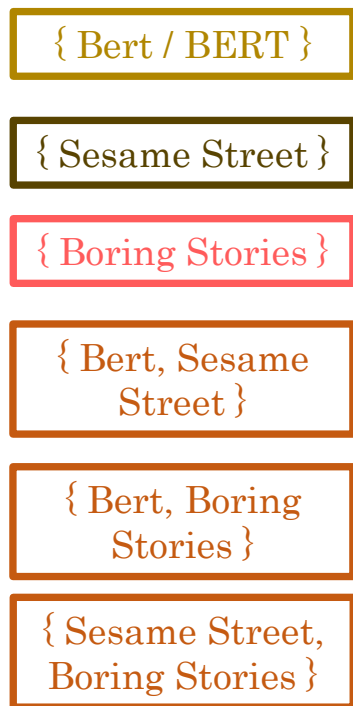 { Bert / BERT }
{ Sesame Street }
{ Boring Stories }
{ Bert, Sesame
Street }
{ Bert, Boring
Stories }
{ Sesame Street,
Boring Stories }